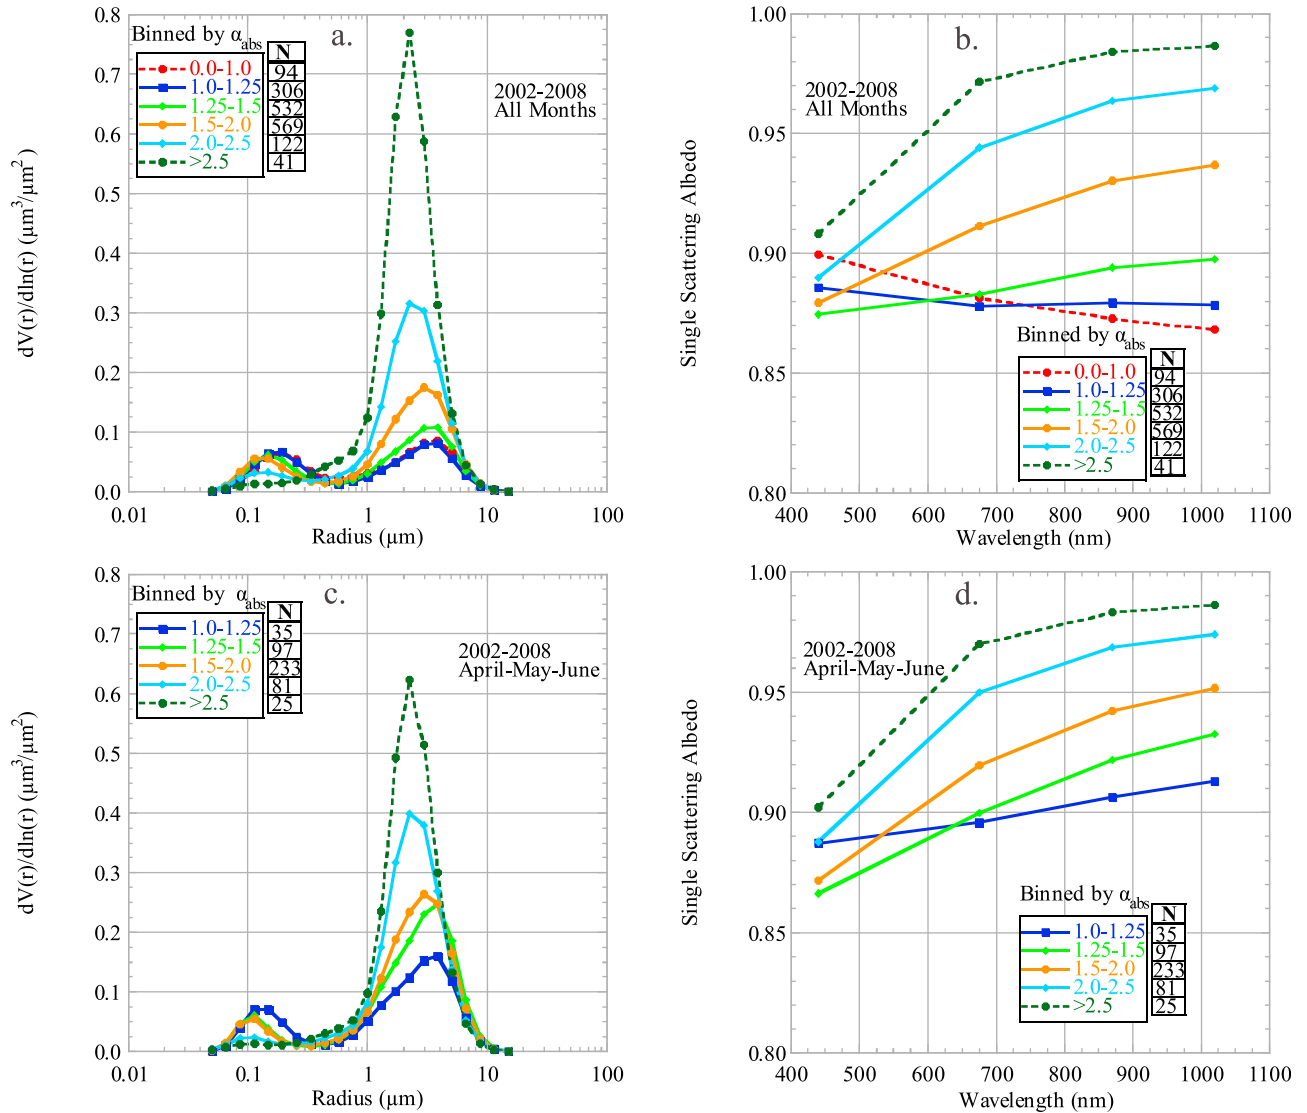 a.
Binned by αabs
N
0.0-1.0 94
1.0-1.25 306
1.25-1.5 532
1.5-2.0 569
2.0-2.5 122
>2.5 41
2002-2008
All Months
dV(r)/dln(r) (μm³/μm²)
0.8
0.7
0.6
0.5
0.4
0.3
0.2
0.1
0.0
0.01 0.1 1 10 100
Radius (μm)
b.
2002-2008
All Months
Single Scattering Albedo
1.00
0.95
0.90
0.85
0.80
Binned by αabs
N
0.0-1.0 94
1.0-1.25 306
1.25-1.5 532
1.5-2.0 569
2.0-2.5 122
>2.5 41
400 500 600 700 800 900 1000 1100
Wavelength (nm)
c.
Binned by αabs
N
1.0-1.25 35
1.25-1.5 97
1.5-2.0 233
2.0-2.5 81
>2.5 25
2002-2008
April-May-June
dV(r)/dln(r) (μm³/μm²)
0.8
0.7
0.6
0.5
0.4
0.3
0.2
0.1
0.0
0.01 0.1 1 10 100
Radius (μm)
d.
2002-2008
April-May-June
Single Scattering Albedo
1.00
0.95
0.90
0.85
0.80
Binned by αabs
N
1.0-1.25 35
1.25-1.5 97
1.5-2.0 233
2.0-2.5 81
>2.5 25
400 500 600 700 800 900 1000 1100
Wavelength (nm)